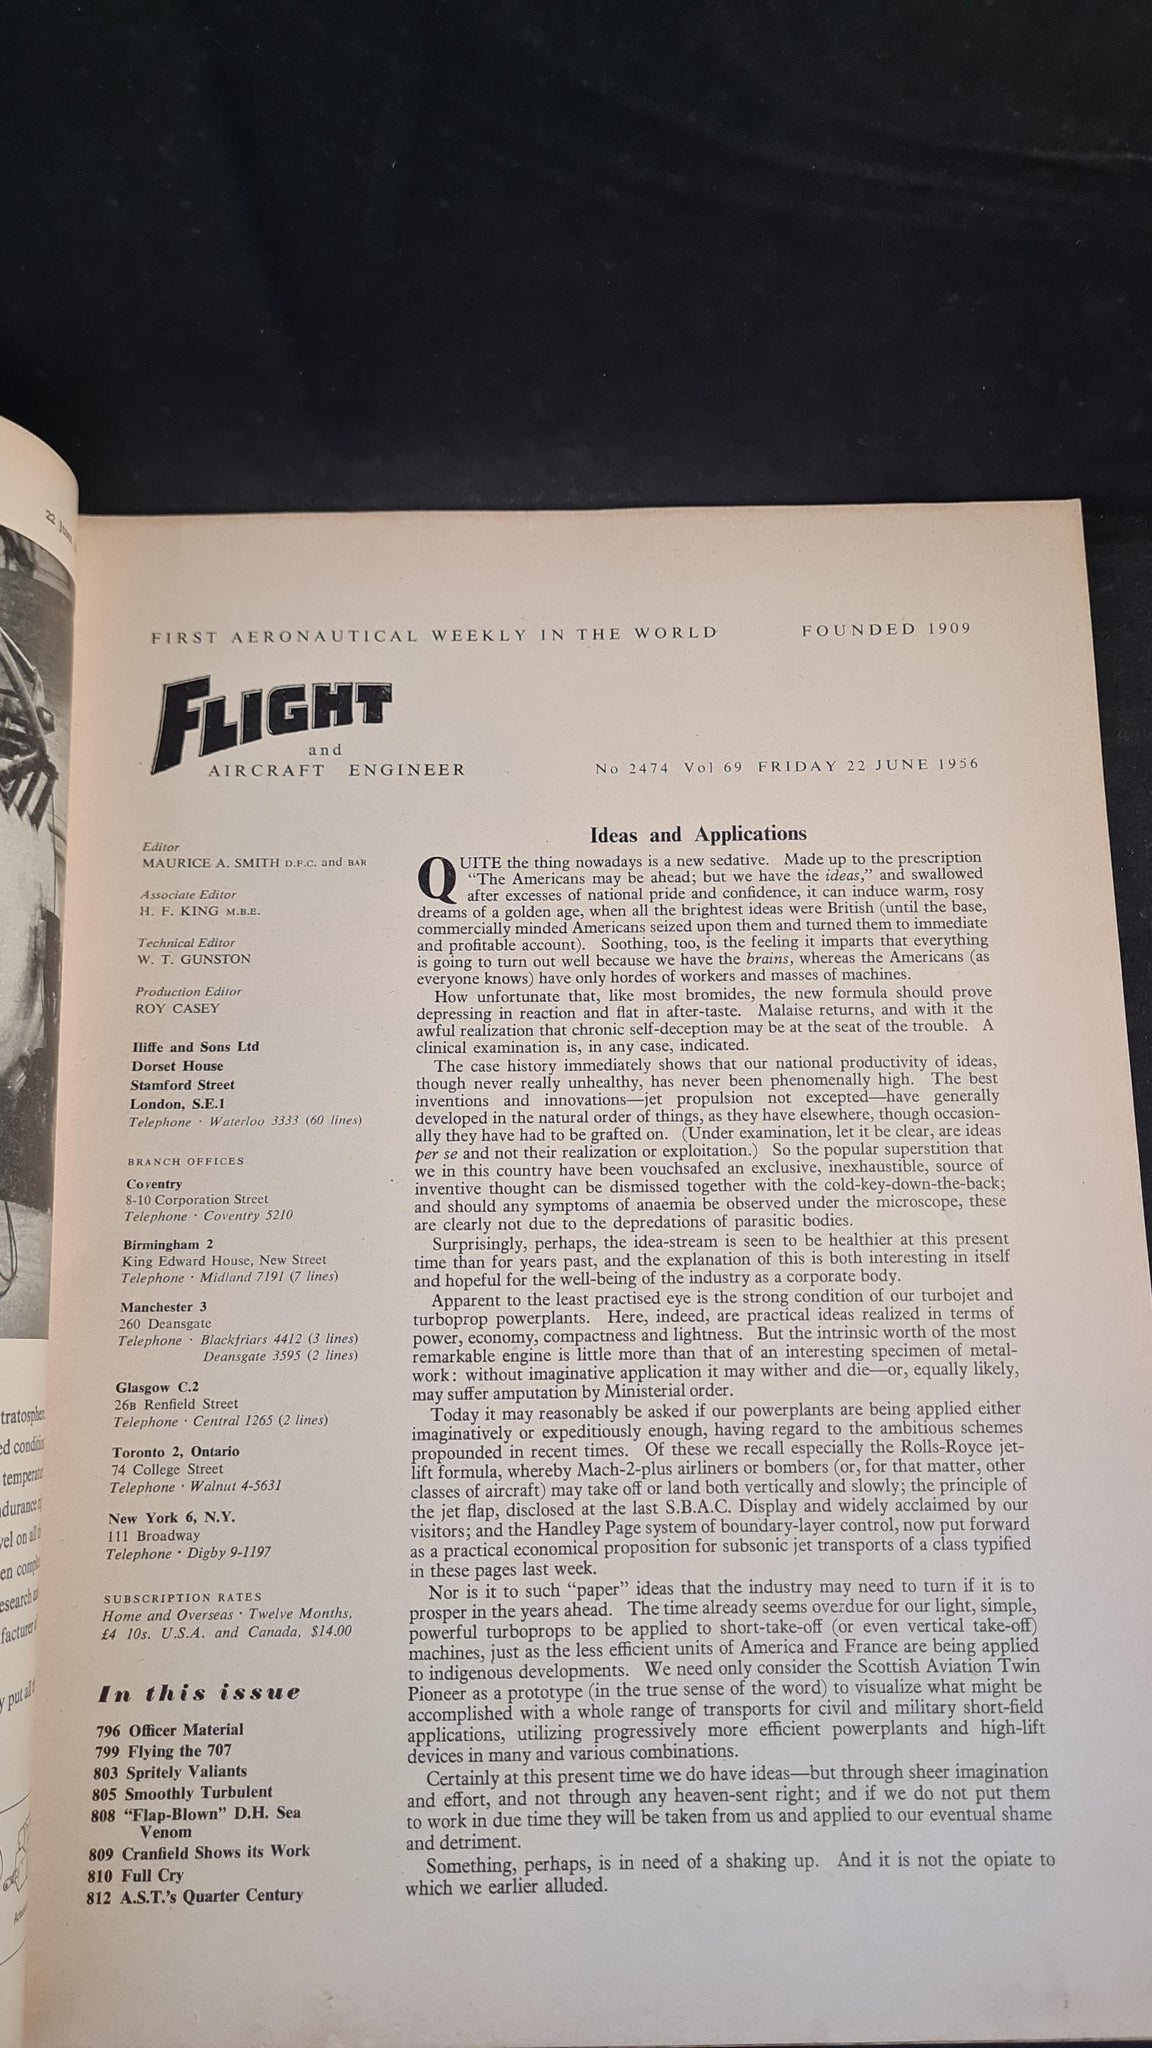 22
FIRST AERONAUTICAL WEEKLY IN THE WORLD FOUNDED 1909
FLIGHT
and
AIRCRAFT ENGINEER
No 2474 Vol 69 FRIDAY 22 JUNE 1956
Editor
MAURICE A. SMITH D.F.C. and BAR
Associate Editor
H. F. KING M.B.E.
Technical Editor
W. T. GUNSTON
Production Editor
ROY CASEY
Iliffe and Sons Ltd
Dorset House
Stamford Street
London, S.E.1
Telephone · Waterloo 3333 (60 lines)
BRANCH OFFICES
Coventry
8-10 Corporation Street
Telephone · Coventry 5210
Birmingham 2
King Edward House, New Street
Telephone · Midland 7191 (7 lines)
Manchester 3
260 Deansgate
Telephone · Blackfriars 4412 (3 lines)
Deansgate 3595 (2 lines)
Glasgow C.2
26B Renfield Street
Telephone · Central 1265 (2 lines)
Toronto 2, Ontario
74 College Street
Telephone · Walnut 4-5631
New York 6, N.Y.
111 Broadway
Telephone · Digby 9-1197
SUBSCRIPTION RATES
Home and Overseas · Twelve Months,
£4 10s. U.S.A. and Canada, $14.00
In this issue
796 Officer Material
799 Flying the 707
803 Spritely Valiants
805 Smoothly Turbulent
808 "Flap-Blown" D.H. Sea
Venom
809 Cranfield Shows its Work
810 Full Cry
812 A.S.T.'s Quarter Century
Ideas and Applications
QUITE the thing nowadays is a new sedative. Made up to the prescription
"The Americans may be ahead; but we have the ideas," and swallowed
after excesses of national pride and confidence, it can induce warm, rosy
dreams of a golden age, when all the brightest ideas were British (until the base,
commercially minded Americans seized upon them and turned them to immediate
and profitable account). Soothing, too, is the feeling it imparts that everything
is going to turn out well because we have the brains, whereas the Americans (as
everyone knows) have only hordes of workers and masses of machines.
How unfortunate that, like most bromides, the new formula should prove
depressing in reaction and flat in after-taste. Malaise returns, and with it the
awful realization that chronic self-deception may be at the seat of the trouble. A
clinical examination is, in any case, indicated.
The case history immediately shows that our national productivity of ideas,
though never really unhealthy, has never been phenomenally high. The best
inventions and innovations—jet propulsion not excepted—have generally
developed in the natural order of things, as they have elsewhere, though occasion-
ally they have had to be grafted on. (Under examination, let it be clear, are ideas
per se and not their realization or exploitation.) So the popular superstition that
we in this country have been vouchsafed an exclusive, inexhaustible, source of
inventive thought can be dismissed together with the cold-key-down-the-back;
and should any symptoms of anaemia be observed under the microscope, these
are clearly not due to the depredations of parasitic bodies.
Surprisingly, perhaps, the idea-stream is seen to be healthier at this present
time than for years past, and the explanation of this is both interesting in itself
and hopeful for the well-being of the industry as a corporate body.
Apparent to the least practised eye is the strong condition of our turbojet and
turboprop powerplants. Here, indeed, are practical ideas realized in terms of
power, economy, compactness and lightness. But the intrinsic worth of the most
remarkable engine is little more than that of an interesting specimen of metal-
work: without imaginative application it may wither and die—or, equally likely,
may suffer amputation by Ministerial order.
Today it may reasonably be asked if our powerplants are being applied either
imaginatively or expeditiously enough, having regard to the ambitious schemes
propounded in recent times. Of these we recall especially the Rolls-Royce jet-
lift formula, whereby Mach-2-plus airliners or bombers (or, for that matter, other
classes of aircraft) may take off or land both vertically and slowly; the principle of
the jet flap, disclosed at the last S.B.A.C. Display and widely acclaimed by our
visitors; and the Handley Page system of boundary-layer control, now put forward
as a practical economical proposition for subsonic jet transports of a class typified
in these pages last week.
Nor is it to such "paper" ideas that the industry may need to turn if it is to
prosper in the years ahead. The time already seems overdue for our light, simple,
powerful turboprops to be applied to short-take-off (or even vertical take-off)
machines, just as the less efficient units of America and France are being applied
to indigenous developments. We need only consider the Scottish Aviation Twin
Pioneer as a prototype (in the true sense of the word) to visualize what might be
accomplished with a whole range of transports for civil and military short-field
applications, utilizing progressively more efficient powerplants and high-lift
devices in many and various combinations.
Certainly at this present time we do have ideas—but through sheer imagination
and effort, and not through any heaven-sent right; and if we do not put them
to work in due time they will be taken from us and applied to our eventual shame
and detriment.
Something, perhaps, is in need of a shaking up. And it is not the opiate to
which we earlier alluded.